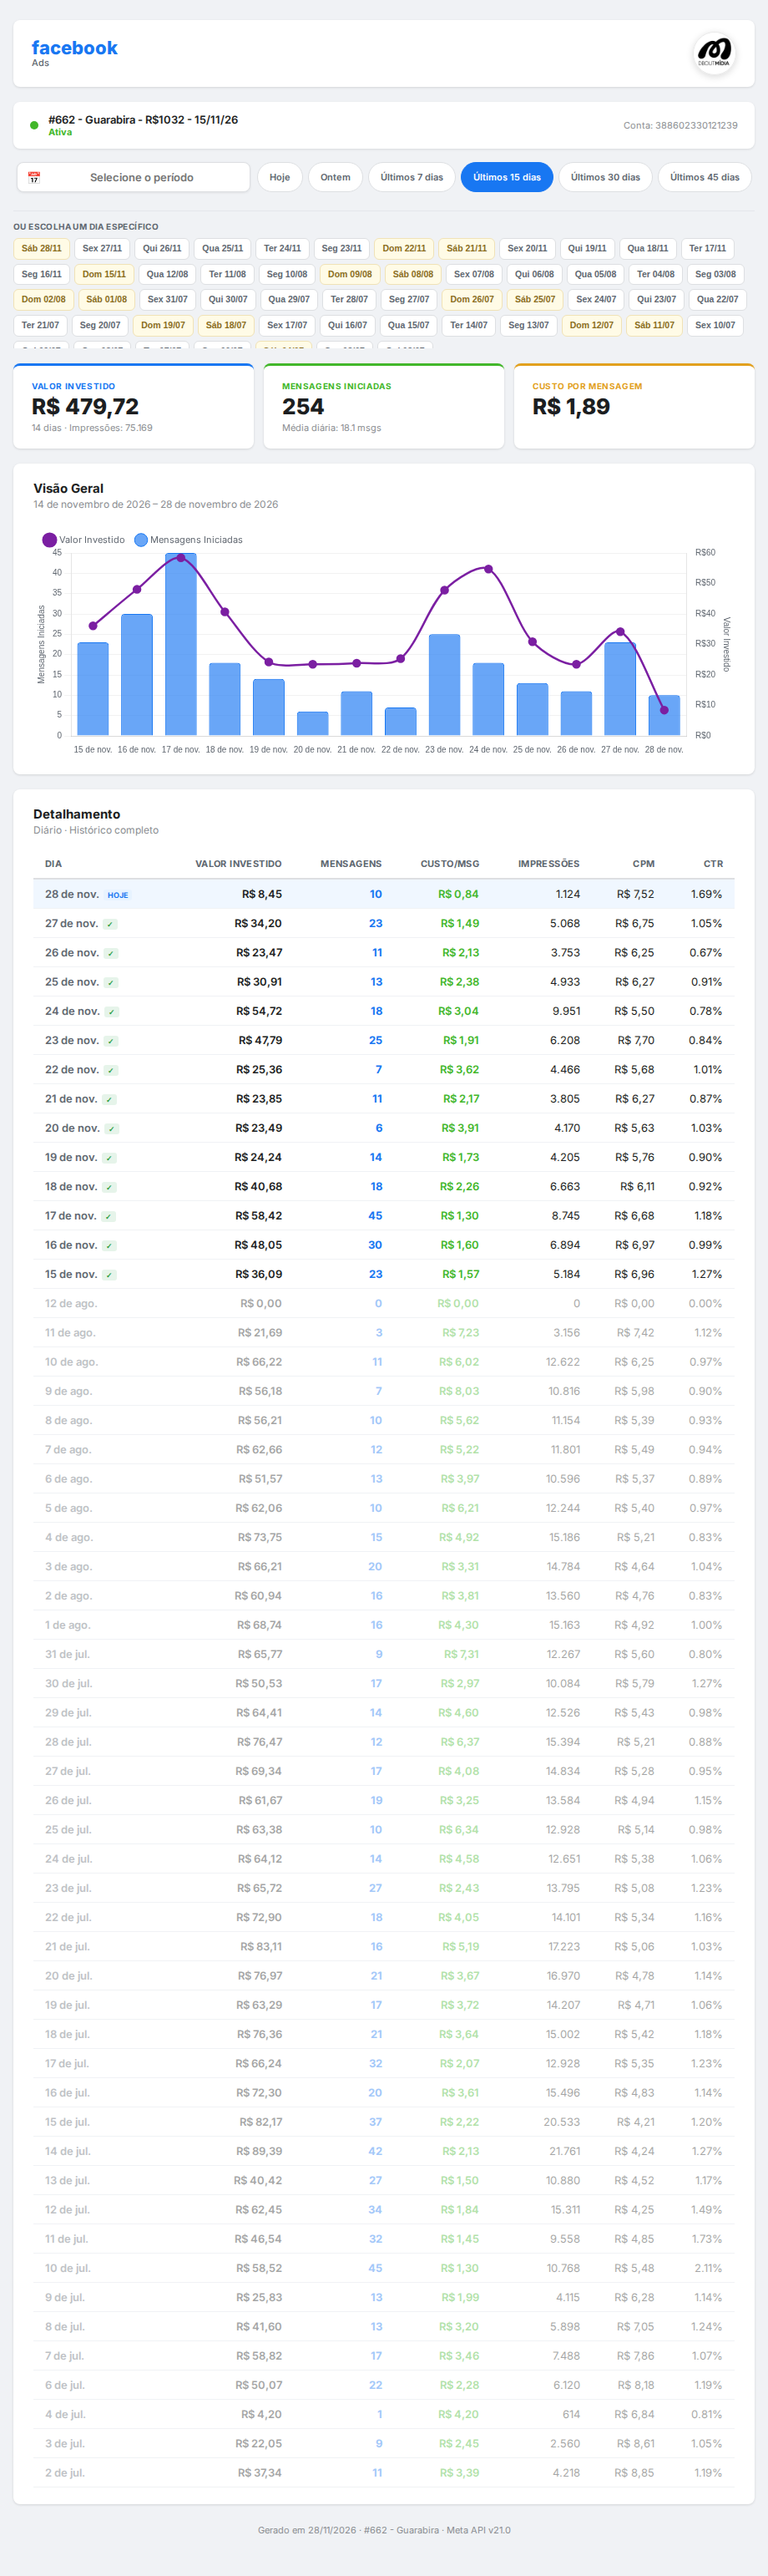 facebook
Ads
DECUTMÍDIA
#662 - Guarabira - R$1032 - 15/11/26
Ativa
Conta: 388602330121239
Selecione o período Hoje Ontem Últimos 7 dias Últimos 15 dias Últimos 30 dias Últimos 45 dias
OU ESCOLHA UM DIA ESPECÍFICO
Sáb 28/11 Sex 27/11 Qui 26/11 Qua 25/11 Ter 24/11 Seg 23/11 Dom 22/11 Sáb 21/11 Sex 20/11 Qui 19/11 Qua 18/11 Ter 17/11
Seg 16/11 Dom 15/11 Qua 12/08 Ter 11/08 Seg 10/08 Dom 09/08 Sáb 08/08 Sex 07/08 Qui 06/08 Qua 05/08 Ter 04/08 Seg 03/08
Dom 02/08 Sáb 01/08 Sex 31/07 Qui 30/07 Qua 29/07 Ter 28/07 Seg 27/07 Dom 26/07 Sáb 25/07 Sex 24/07 Qui 23/07 Qua 22/07
Ter 21/07 Seg 20/07 Dom 19/07 Sáb 18/07 Sex 17/07 Qui 16/07 Qua 15/07 Ter 14/07 Seg 13/07 Dom 12/07 Sáb 11/07 Sex 10/07
VALOR INVESTIDO
R$ 479,72
14 dias · Impressões: 75.169
MENSAGENS INICIADAS
254
Média diária: 18.1 msgs
CUSTO POR MENSAGEM
R$ 1,89
Visão Geral
14 de novembro de 2026 – 28 de novembro de 2026
Valor Investido Mensagens Iniciadas
Mensagens Iniciadas
45
40
35
30
25
20
15
10
5
0
R$60
R$50
R$40
R$30
R$20
R$10
R$0
Valor Investido
15 de nov. 16 de nov. 17 de nov. 18 de nov. 19 de nov. 20 de nov. 21 de nov. 22 de nov. 23 de nov. 24 de nov. 25 de nov. 26 de nov. 27 de nov. 28 de nov.
Detalhamento
Diário · Histórico completo
DIA VALOR INVESTIDO MENSAGENS CUSTO/MSG IMPRESSÕES CPM CTR
28 de nov. HOJE R$ 8,45 10 R$ 0,84 1.124 R$ 7,52 1.69%
27 de nov. ✓ R$ 34,20 23 R$ 1,49 5.068 R$ 6,75 1.05%
26 de nov. ✓ R$ 23,47 11 R$ 2,13 3.753 R$ 6,25 0.67%
25 de nov. ✓ R$ 30,91 13 R$ 2,38 4.933 R$ 6,27 0.91%
24 de nov. ✓ R$ 54,72 18 R$ 3,04 9.951 R$ 5,50 0.78%
23 de nov. ✓ R$ 47,79 25 R$ 1,91 6.208 R$ 7,70 0.84%
22 de nov. ✓ R$ 25,36 7 R$ 3,62 4.466 R$ 5,68 1.01%
21 de nov. ✓ R$ 23,85 11 R$ 2,17 3.805 R$ 6,27 0.87%
20 de nov. ✓ R$ 23,49 6 R$ 3,91 4.170 R$ 5,63 1.03%
19 de nov. ✓ R$ 24,24 14 R$ 1,73 4.205 R$ 5,76 0.90%
18 de nov. ✓ R$ 40,68 18 R$ 2,26 6.663 R$ 6,11 0.92%
17 de nov. ✓ R$ 58,42 45 R$ 1,30 8.745 R$ 6,68 1.18%
16 de nov. ✓ R$ 48,05 30 R$ 1,60 6.894 R$ 6,97 0.99%
15 de nov. ✓ R$ 36,09 23 R$ 1,57 5.184 R$ 6,96 1.27%
12 de ago. R$ 0,00 0 R$ 0,00 0 R$ 0,00 0.00%
11 de ago. R$ 21,69 3 R$ 7,23 3.156 R$ 7,42 1.12%
10 de ago. R$ 66,22 11 R$ 6,02 12.622 R$ 6,25 0.97%
9 de ago. R$ 56,18 7 R$ 8,03 10.816 R$ 5,98 0.90%
8 de ago. R$ 56,21 10 R$ 5,62 11.154 R$ 5,39 0.93%
7 de ago. R$ 62,66 12 R$ 5,22 11.801 R$ 5,49 0.94%
6 de ago. R$ 51,57 13 R$ 3,97 10.596 R$ 5,37 0.89%
5 de ago. R$ 62,06 10 R$ 6,21 12.244 R$ 5,40 0.97%
4 de ago. R$ 73,75 15 R$ 4,92 15.186 R$ 5,21 0.83%
3 de ago. R$ 66,21 20 R$ 3,31 14.784 R$ 4,64 1.04%
2 de ago. R$ 60,94 16 R$ 3,81 13.560 R$ 4,76 0.83%
1 de ago. R$ 68,74 16 R$ 4,30 15.163 R$ 4,92 1.00%
31 de jul. R$ 65,77 9 R$ 7,31 12.267 R$ 5,60 0.80%
30 de jul. R$ 50,53 17 R$ 2,97 10.084 R$ 5,79 1.27%
29 de jul. R$ 64,41 14 R$ 4,60 12.526 R$ 5,43 0.98%
28 de jul. R$ 76,47 12 R$ 6,37 15.394 R$ 5,21 0.88%
27 de jul. R$ 69,34 17 R$ 4,08 14.834 R$ 5,28 0.95%
26 de jul. R$ 61,67 19 R$ 3,25 13.584 R$ 4,94 1.15%
25 de jul. R$ 63,38 10 R$ 6,34 12.928 R$ 5,14 0.98%
24 de jul. R$ 64,12 14 R$ 4,58 12.651 R$ 5,38 1.06%
23 de jul. R$ 65,72 27 R$ 2,43 13.795 R$ 5,08 1.23%
22 de jul. R$ 72,90 18 R$ 4,05 14.101 R$ 5,34 1.16%
21 de jul. R$ 83,11 16 R$ 5,19 17.223 R$ 5,06 1.03%
20 de jul. R$ 76,97 21 R$ 3,67 16.970 R$ 4,78 1.14%
19 de jul. R$ 63,29 17 R$ 3,72 14.207 R$ 4,71 1.06%
18 de jul. R$ 76,36 21 R$ 3,64 15.002 R$ 5,42 1.18%
17 de jul. R$ 66,24 32 R$ 2,07 12.928 R$ 5,35 1.23%
16 de jul. R$ 72,30 20 R$ 3,61 15.496 R$ 4,83 1.14%
15 de jul. R$ 82,17 37 R$ 2,22 20.533 R$ 4,21 1.20%
14 de jul. R$ 89,39 42 R$ 2,13 21.761 R$ 4,24 1.27%
13 de jul. R$ 40,42 27 R$ 1,50 10.880 R$ 4,52 1.17%
12 de jul. R$ 62,45 34 R$ 1,84 15.311 R$ 4,25 1.49%
11 de jul. R$ 46,54 32 R$ 1,45 9.558 R$ 4,85 1.73%
10 de jul. R$ 58,52 45 R$ 1,30 10.768 R$ 5,48 2.11%
9 de jul. R$ 25,83 13 R$ 1,99 4.115 R$ 6,28 1.14%
8 de jul. R$ 41,60 13 R$ 3,20 5.898 R$ 7,05 1.24%
7 de jul. R$ 58,82 17 R$ 3,46 7.488 R$ 7,86 1.07%
6 de jul. R$ 50,07 22 R$ 2,28 6.120 R$ 8,18 1.19%
4 de jul. R$ 4,20 1 R$ 4,20 614 R$ 6,84 0.81%
3 de jul. R$ 22,05 9 R$ 2,45 2.560 R$ 8,61 1.05%
2 de jul. R$ 37,34 11 R$ 3,39 4.218 R$ 8,85 1.19%
Gerado em 28/11/2026 · #662 - Guarabira · Meta API v21.0